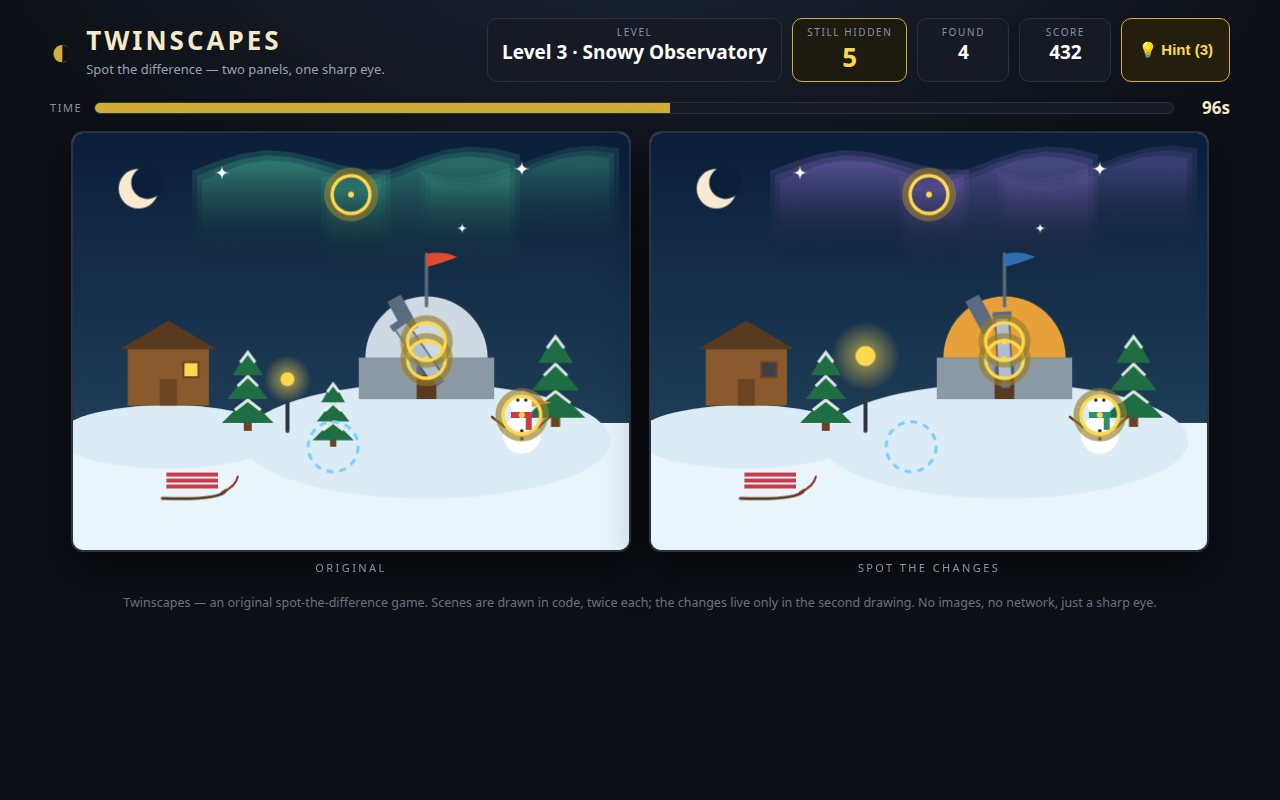 TWINSCAPES
Spot the difference — two panels, one sharp eye.
LEVEL
Level 3 · Snowy Observatory
STILL HIDDEN
5
FOUND
4
SCORE
432
💡 Hint (3)
TIME
96s
ORIGINAL
SPOT THE CHANGES
Twinscapes — an original spot-the-difference game. Scenes are drawn in code, twice each; the changes live only in the second drawing. No images, no network, just a sharp eye.